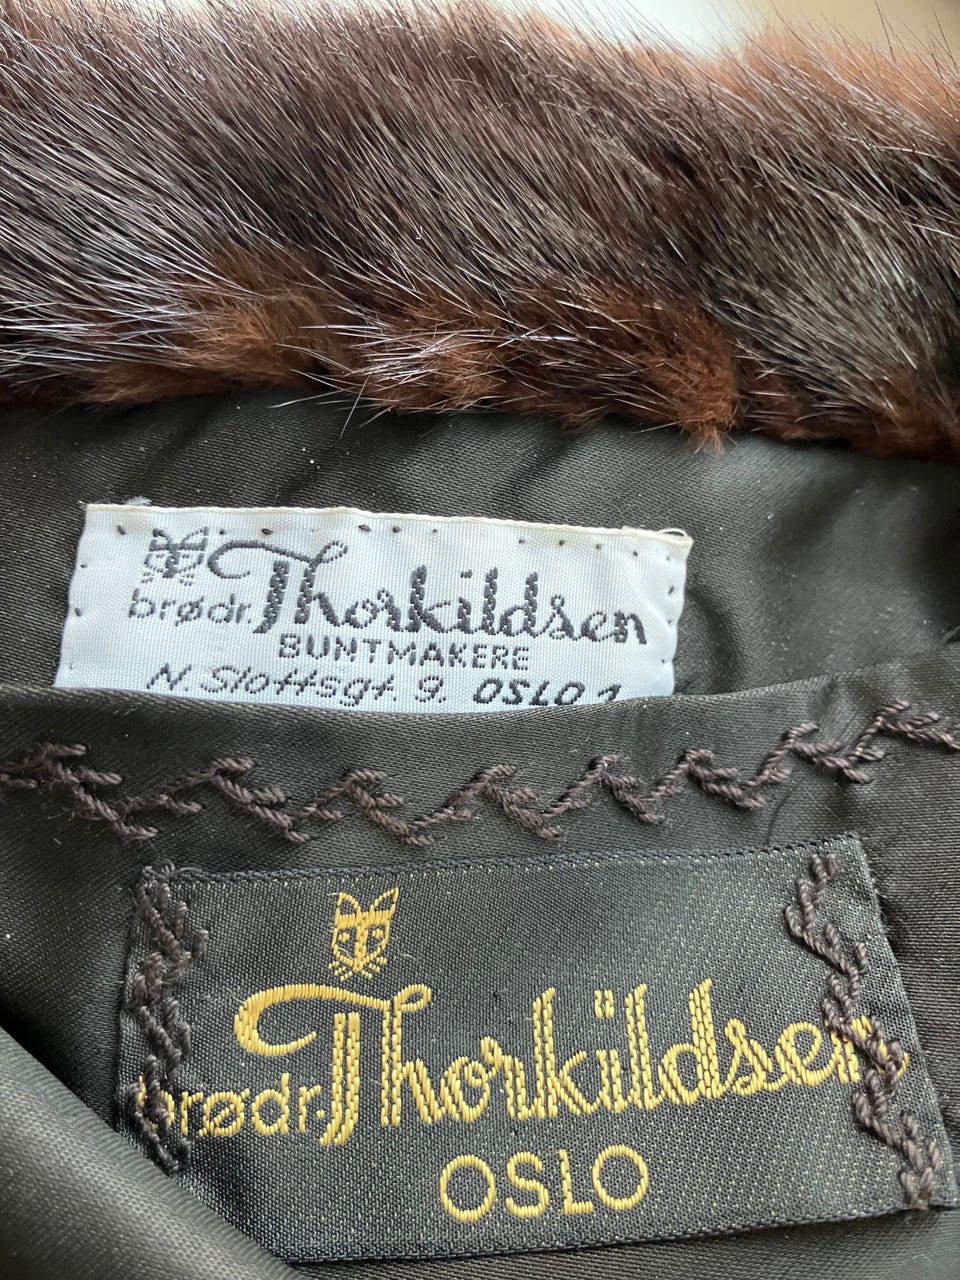 brødr. Thorkildsen
BUNTMAKERE
N. Slottsgt. 9. OSLO 1
brødr. Thorkildsen
OSLO